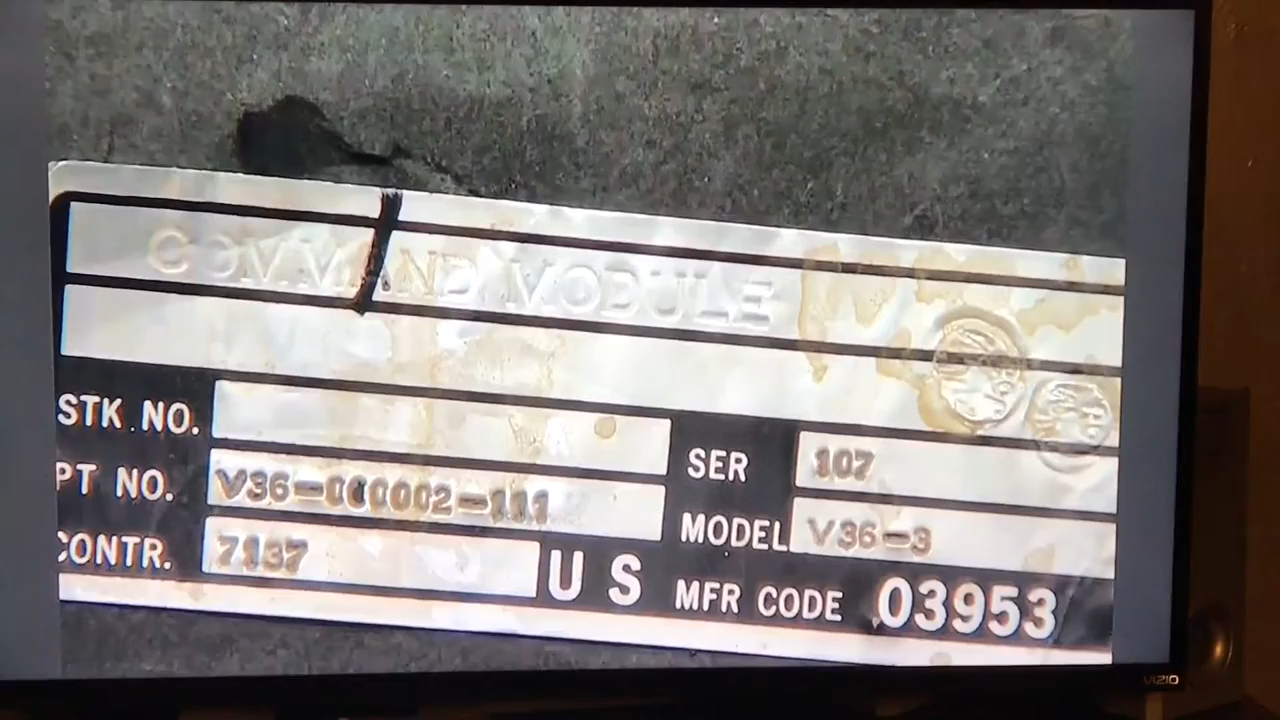 COMMAND MODULE
STK. NO.
SER 107
PT NO. V36-000002-111
MODEL V36-3
CONTR. 7137
U S MFR CODE 03953
VIZIO